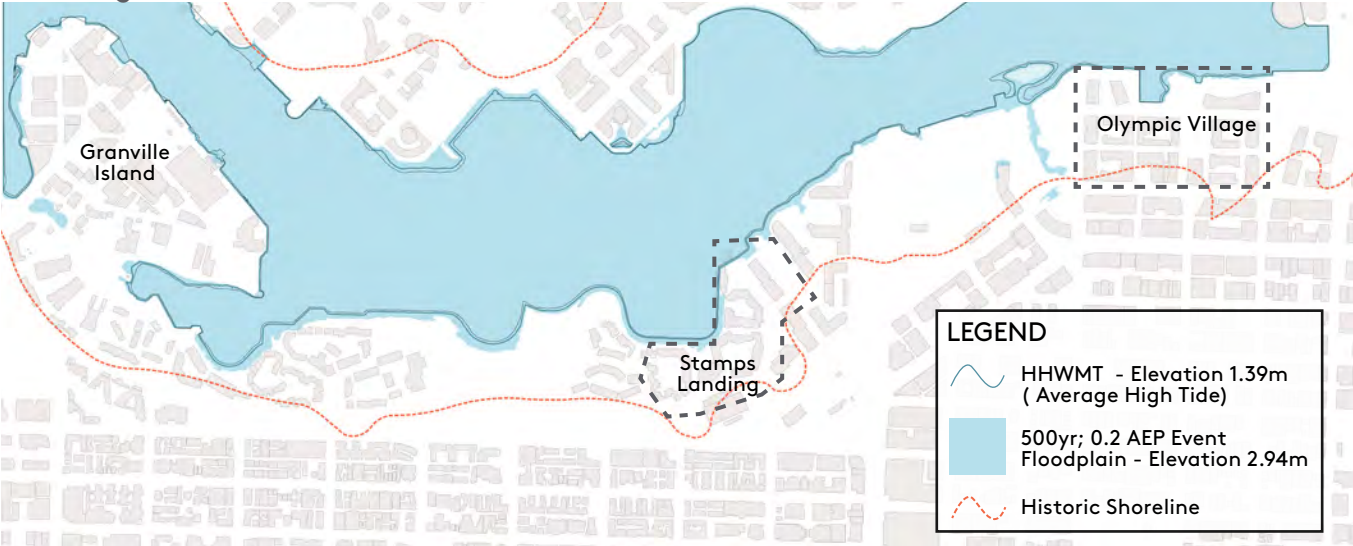 Granville
Island
Olympic Village
Stamps
Landing
LEGEND
HHWMT - Elevation 1.39m
( Average High Tide)
500yr; 0.2 AEP Event
Floodplain - Elevation 2.94m
Historic Shoreline